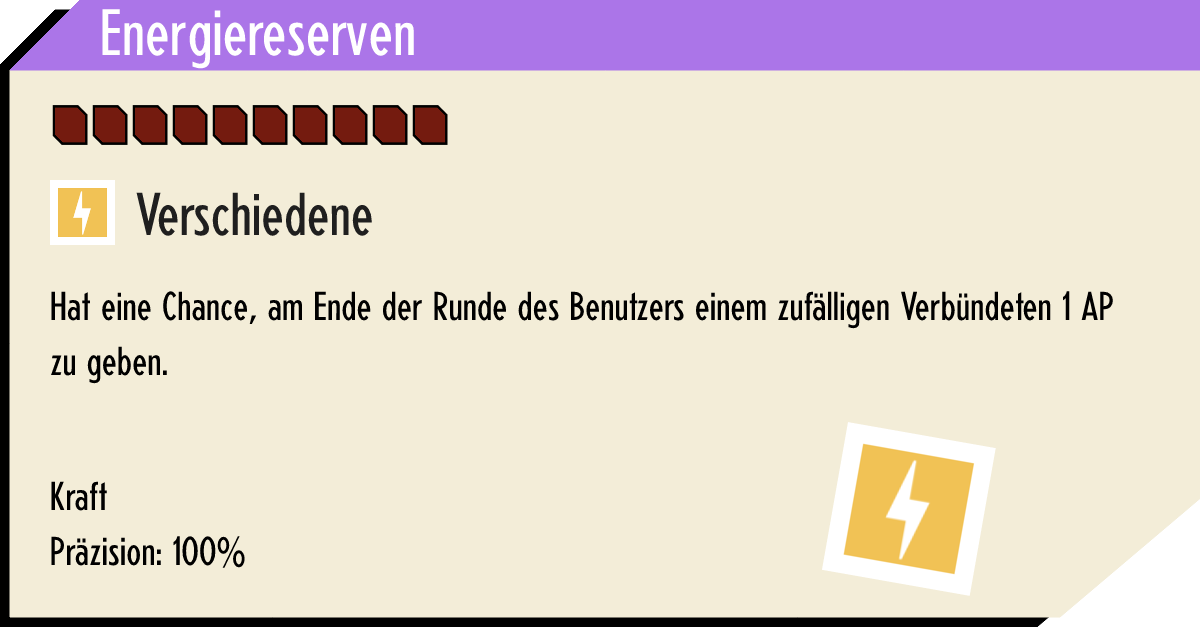 Energiereserven
Verschiedene
Hat eine Chance, am Ende der Runde des Benutzers einem zufälligen Verbündeten 1 AP
zu geben.
Kraft
Präzision: 100%